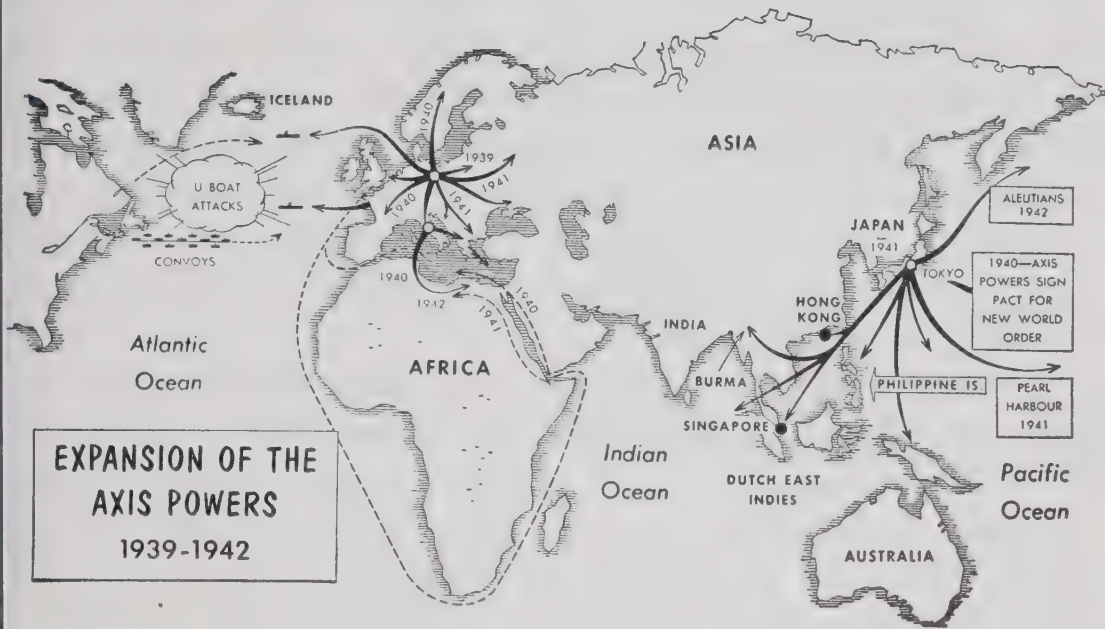 ICELAND
U BOAT
ATTACKS
CONVOYS
1940
1939
1941
1940
1941
1940
1942
1941
1940
ASIA
ALEUTIANS
1942
JAPAN
1941
TOKYO
1940—AXIS
POWERS SIGN
PACT FOR
NEW WORLD
ORDER
HONG
KONG
INDIA
BURMA
PHILIPPINE IS.
PEARL
HARBOUR
1941
SINGAPORE
Atlantic
Ocean
AFRICA
Indian
Ocean
DUTCH EAST
INDIES
Pacific
Ocean
AUSTRALIA
EXPANSION OF THE
AXIS POWERS
1939-1942